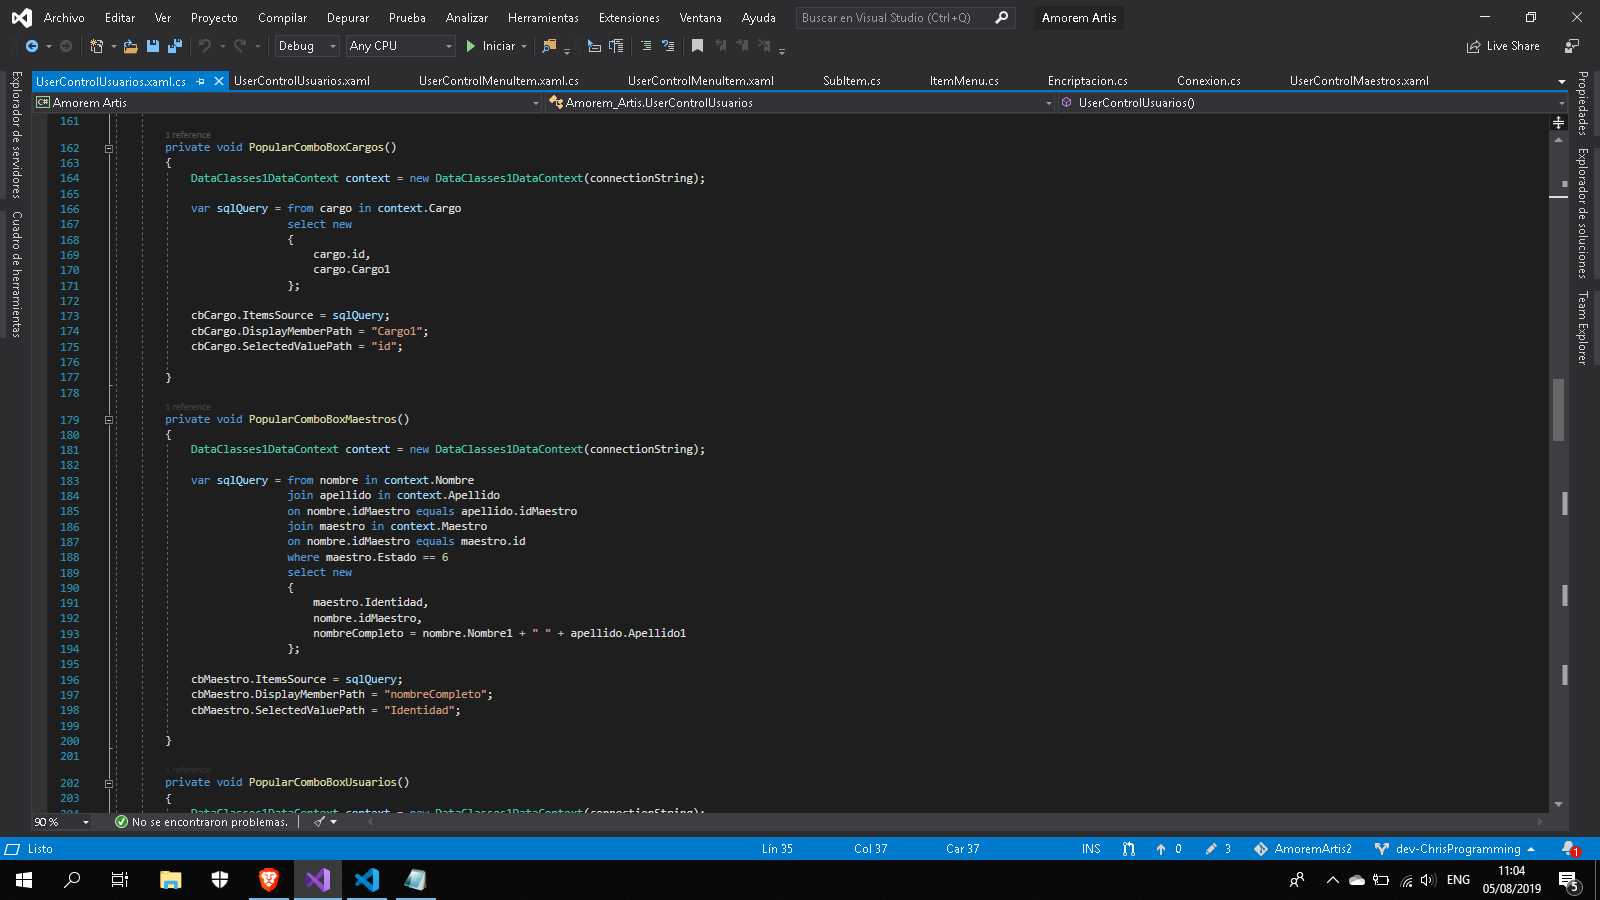 Archivo Editar Ver Proyecto Compilar Depurar Prueba Analizar Herramientas Extensiones Ventana Ayuda Buscar en Visual Studio (Ctrl+Q) Amorem Artis
Debug Any CPU Iniciar Live Share
UserControlUsuarios.xaml.cs UserControlUsuarios.xaml UserControlMenuItem.xaml.cs UserControlMenuItem.xaml SubItem.cs ItemMenu.cs Encriptacion.cs Conexion.cs UserControlMaestros.xaml
C# Amorem Artis Amorem_Artis.UserControlUsuarios UserControlUsuarios()
Explorador de servidores
Cuadro de herramientas
161
1 reference
162 private void PopularComboBoxCargos()
163 {
164 DataClasses1DataContext context = new DataClasses1DataContext(connectionString);
165
166 var sqlQuery = from cargo in context.Cargo
167 select new
168 {
169 cargo.id,
170 cargo.Cargo1
171 };
172
173 cbCargo.ItemsSource = sqlQuery;
174 cbCargo.DisplayMemberPath = "Cargo1";
175 cbCargo.SelectedValuePath = "id";
176
177 }
178
1 reference
179 private void PopularComboBoxMaestros()
180 {
181 DataClasses1DataContext context = new DataClasses1DataContext(connectionString);
182
183 var sqlQuery = from nombre in context.Nombre
184 join apellido in context.Apellido
185 on nombre.idMaestro equals apellido.idMaestro
186 join maestro in context.Maestro
187 on nombre.idMaestro equals maestro.id
188 where maestro.Estado == 6
189 select new
190 {
191 maestro.Identidad,
192 nombre.idMaestro,
193 nombreCompleto = nombre.Nombre1 + " " + apellido.Apellido1
194 };
195
196 cbMaestro.ItemsSource = sqlQuery;
197 cbMaestro.DisplayMemberPath = "nombreCompleto";
198 cbMaestro.SelectedValuePath = "Identidad";
199
200 }
201
1 reference
202 private void PopularComboBoxUsuarios()
203 {
204 DataClasses1DataContext context = new DataClasses1DataContext(connectionString);
Propiedades
Explorador de soluciones
Team Explorer
90 % No se encontraron problemas.
Listo Lín 35 Col 37 Car 37 INS 0 3 AmoremArtis2 dev-ChrisProgramming 1
ENG 11:04
05/08/2019 5